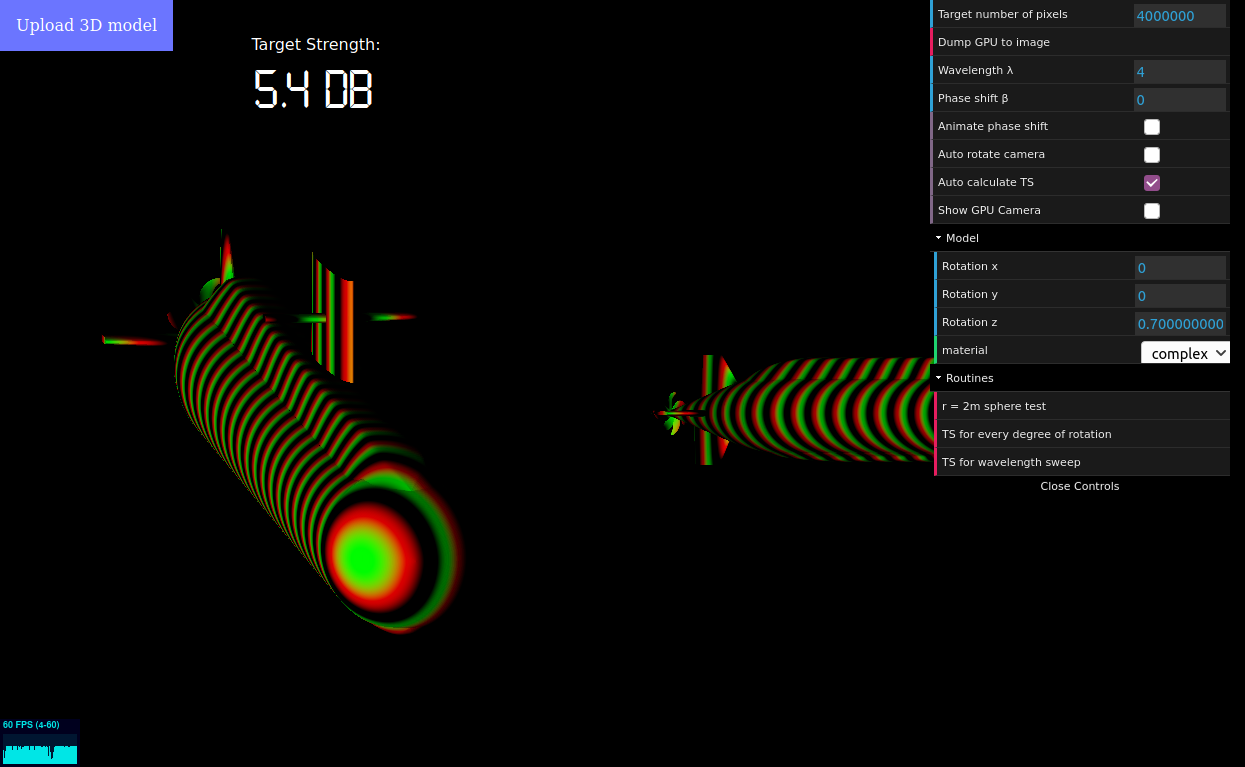 Upload 3D model
Target Strength:
5.4 DB
Target number of pixels 4000000
Dump GPU to image
Wavelength λ 4
Phase shift β 0
Animate phase shift
Auto rotate camera
Auto calculate TS
Show GPU Camera
Model
Rotation x 0
Rotation y 0
Rotation z 0.700000000
material complex
Routines
r = 2m sphere test
TS for every degree of rotation
TS for wavelength sweep
Close Controls
60 FPS (4-60)